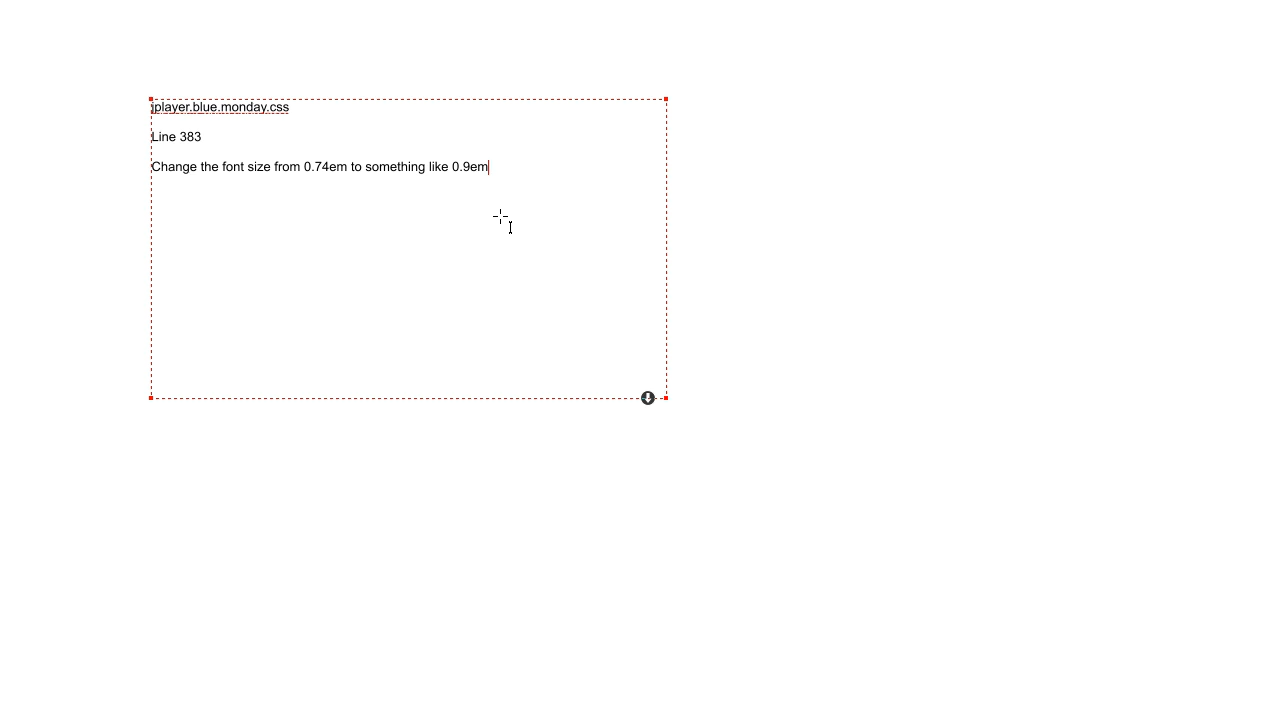 jplayer.blue.monday.css
Line 383
Change the font size from 0.74em to something like 0.9em